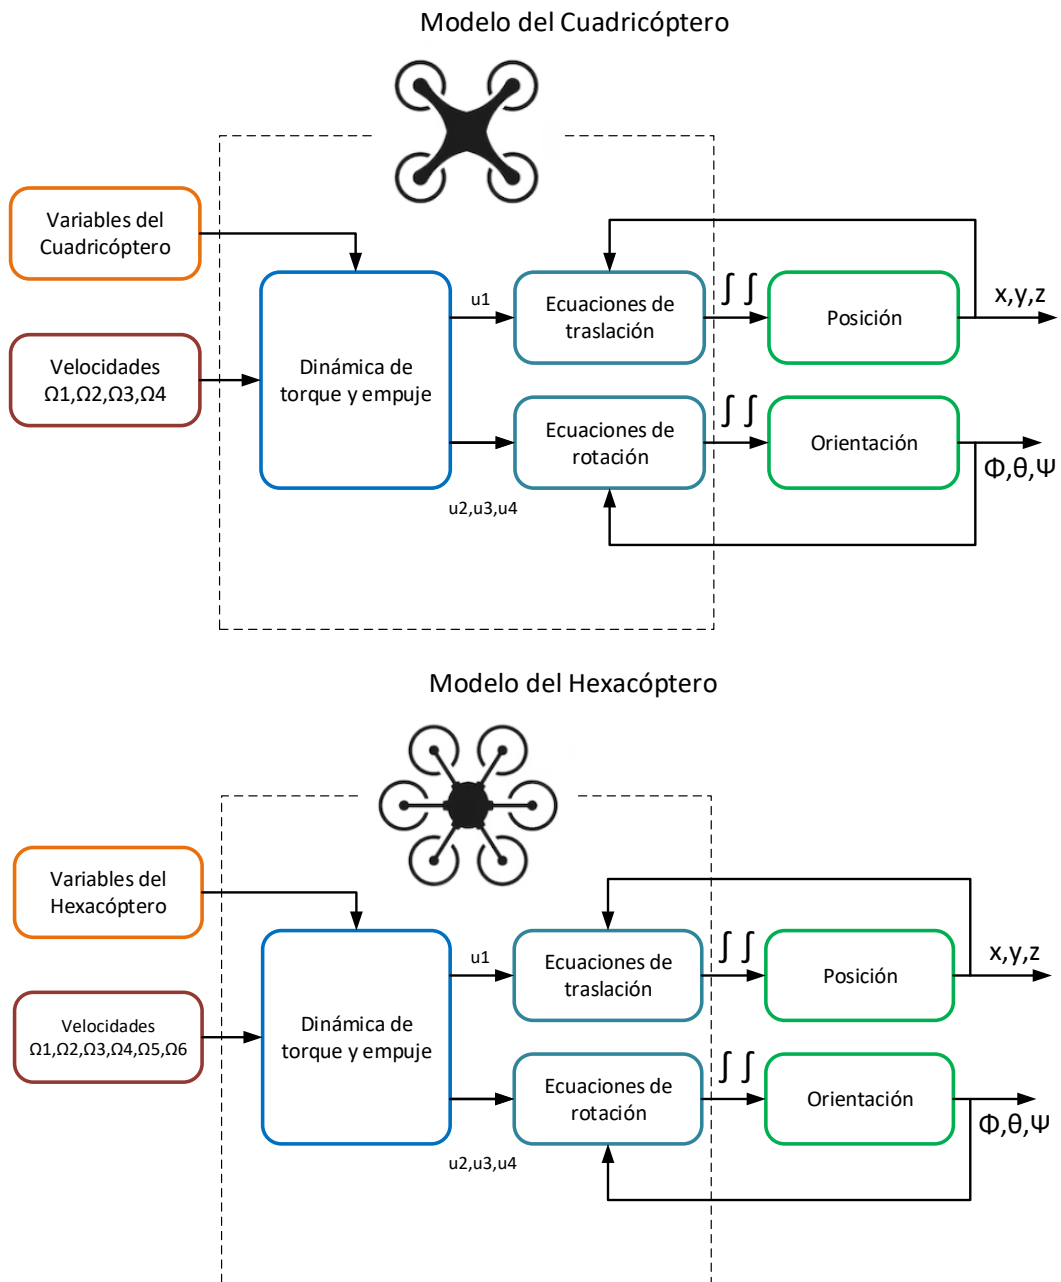 Modelo del Cuadricóptero
Variables del
Cuadricóptero
Velocidades
Ω1,Ω2,Ω3,Ω4
Dinámica de
torque y empuje
u1
u2,u3,u4
Ecuaciones de
traslación
Ecuaciones de
rotación
∫ ∫
∫ ∫
Posición
Orientación
x,y,z
Φ,θ,Ψ
Modelo del Hexacóptero
Variables del
Hexacóptero
Velocidades
Ω1,Ω2,Ω3,Ω4,Ω5,Ω6
Dinámica de
torque y empuje
u1
u2,u3,u4
Ecuaciones de
traslación
Ecuaciones de
rotación
∫ ∫
∫ ∫
Posición
Orientación
x,y,z
Φ,θ,Ψ